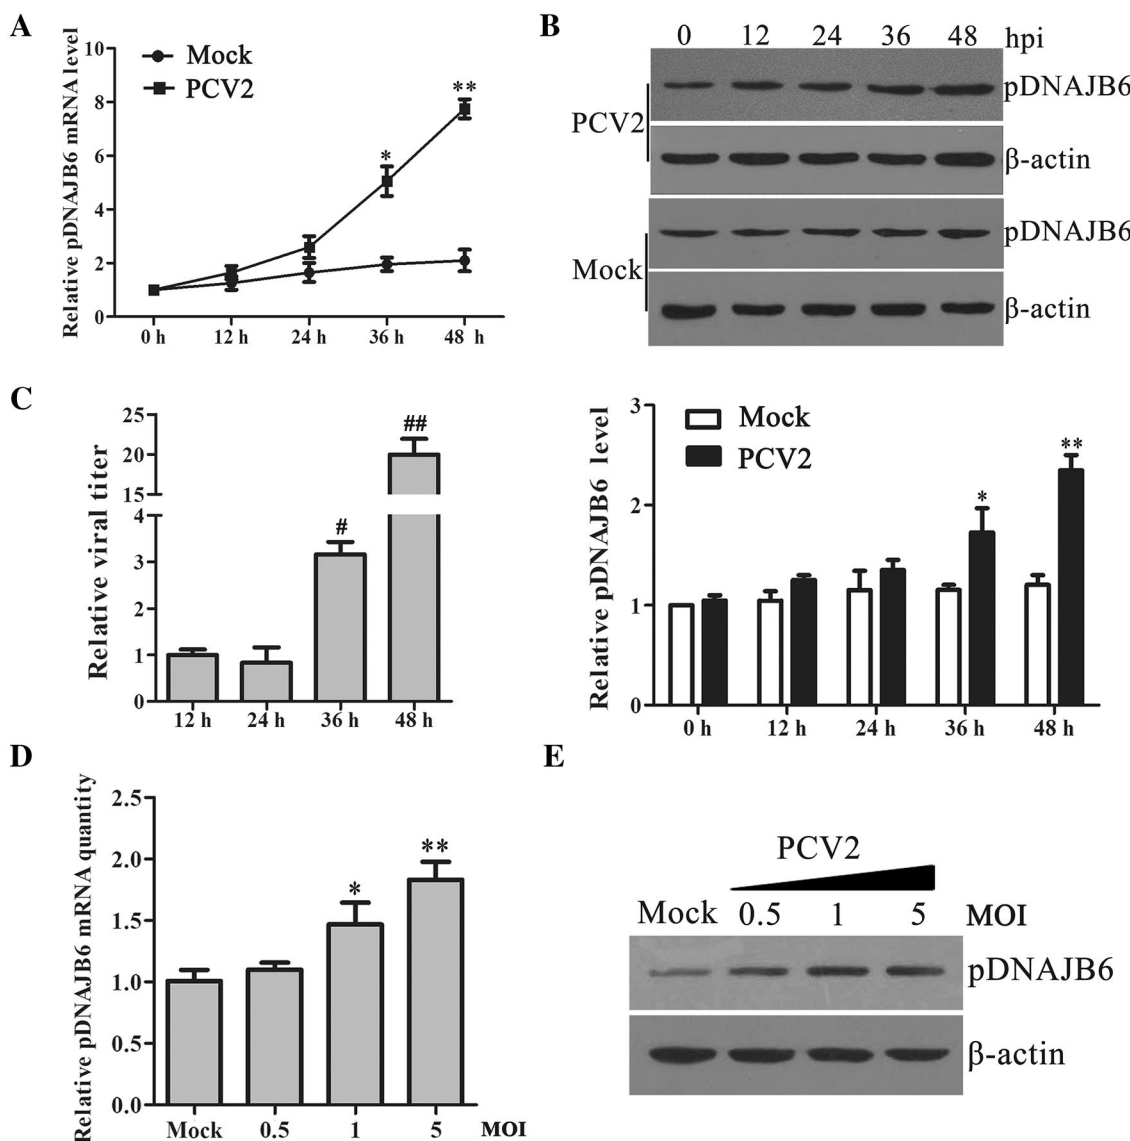 A
Relative pDNAJB6 mRNA level
10
8
6
4
2
0
Mock
PCV2
*
**
0 h 12 h 24 h 36 h 48 h
B
0 12 24 36 48 hpi
PCV2
pDNAJB6
β-actin
Mock
pDNAJB6
β-actin
Relative pDNAJB6 level
3
2
1
0
Mock
PCV2
*
**
0 h 12 h 24 h 36 h 48 h
C
Relative viral titer
25
20
15
4
3
2
1
0
#
##
12 h 24 h 36 h 48 h
D
Relative pDNAJB6 mRNA quantity
2.5
2.0
1.5
1.0
0.5
0.0
*
**
Mock 0.5 1 5 MOI
E
PCV2
Mock 0.5 1 5 MOI
pDNAJB6
β-actin